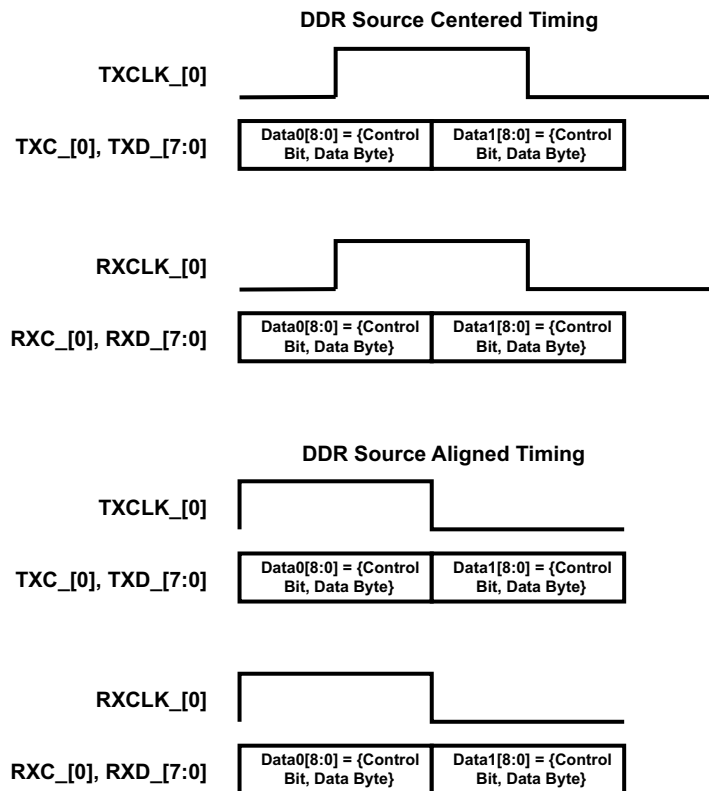 DDR Source Centered Timing
TXCLK_[0]
TXC_[0], TXD_[7:0]
Data0[8:0] = {Control
Bit, Data Byte}
Data1[8:0] = {Control
Bit, Data Byte}
RXCLK_[0]
RXC_[0], RXD_[7:0]
Data0[8:0] = {Control
Bit, Data Byte}
Data1[8:0] = {Control
Bit, Data Byte}
DDR Source Aligned Timing
TXCLK_[0]
TXC_[0], TXD_[7:0]
Data0[8:0] = {Control
Bit, Data Byte}
Data1[8:0] = {Control
Bit, Data Byte}
RXCLK_[0]
RXC_[0], RXD_[7:0]
Data0[8:0] = {Control
Bit, Data Byte}
Data1[8:0] = {Control
Bit, Data Byte}